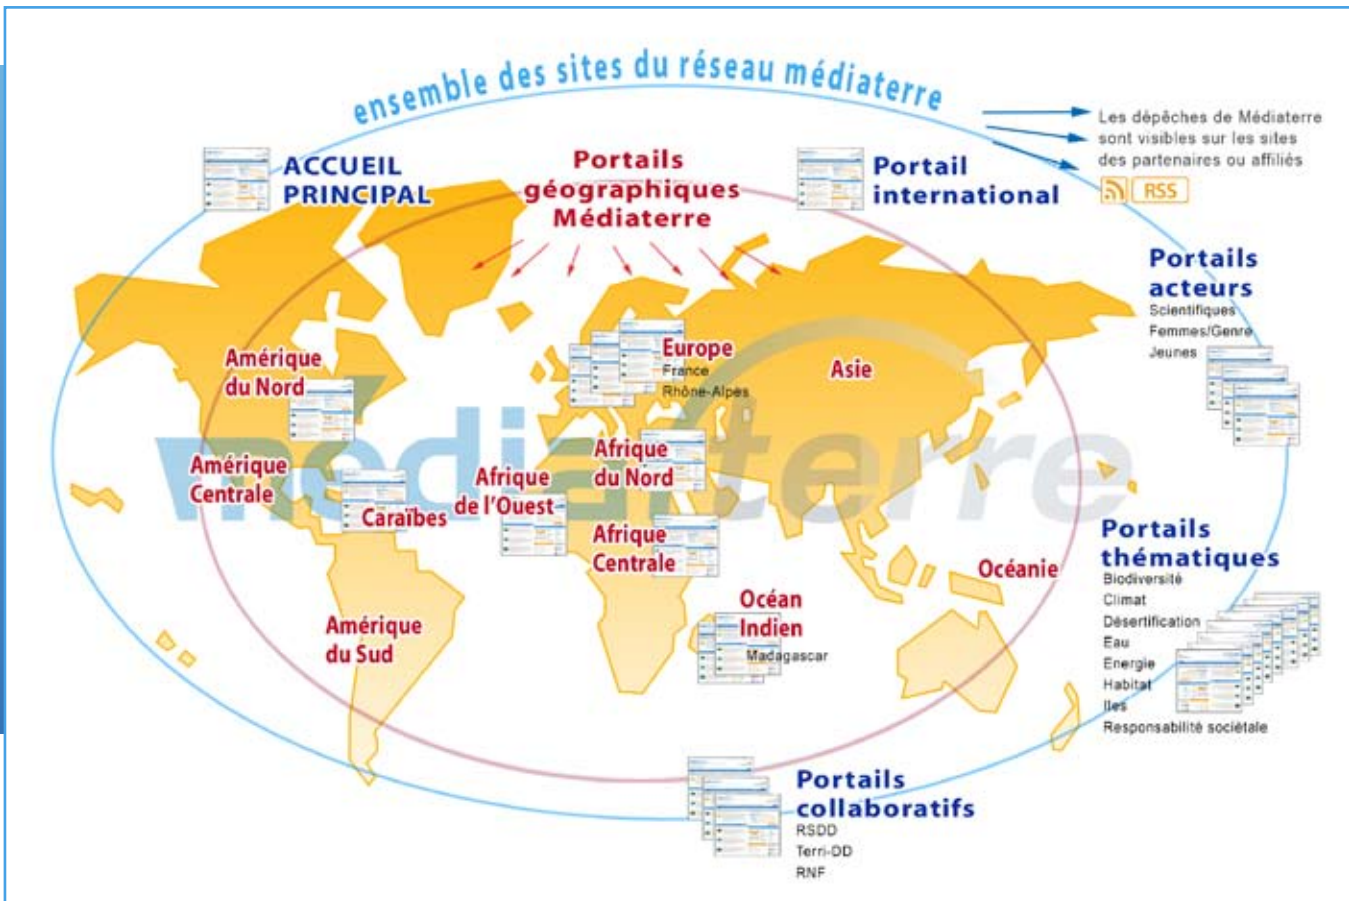 ensemble des sites du réseau médiaterre
Les dépêches de Médiaterre
sont visibles sur les sites
des partenaires ou affiliés
RSS
ACCUEIL
PRINCIPAL
Portails
géographiques
Médiaterre
Portail
international
Portails
acteurs
Scientifiques
Femmes/Genre
Jeunes
Amérique
du Nord
Europe
France
Rhône-Alpes
Asie
médiaterre
Amérique
Centrale
Caraïbes
Afrique
de l'Ouest
Afrique
du Nord
Afrique
Centrale
Océanie
Océan
Indien
Madagascar
Amérique
du Sud
Portails
thématiques
Biodiversité
Climat
Désertification
Eau
Energie
Habitat
Iles
Responsabilité sociétale
Portails
collaboratifs
RSDD
Terri-DD
RNF